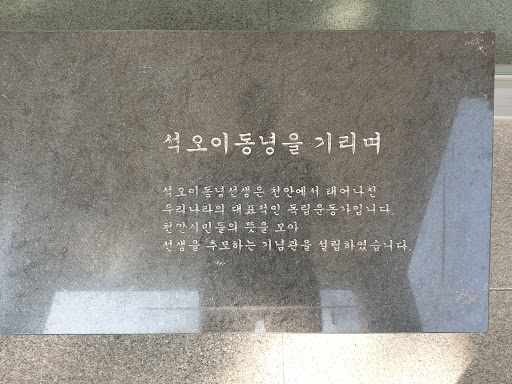 석오이동녕을 기리며
석오이동녕선생은 천안에서 태어나신
우리나라의 대표적인 독립운동가입니다.
천안시민들의 뜻을 모아
선생을 추모하는 기념관을 설립하였습니다.